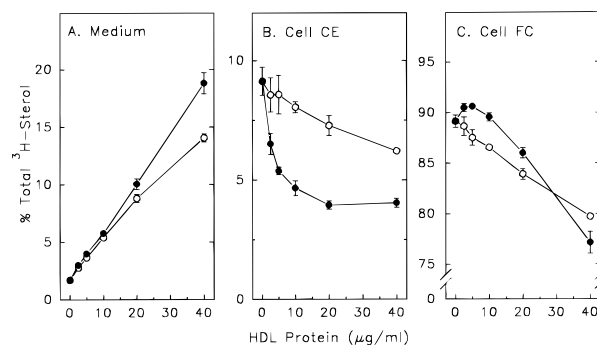 A. Medium
B. Cell CE
C. Cell FC
% Total ³H-Sterol
20
15
10
5
0
10
5
0
95
90
85
80
75
0
0 10 20 30 40
0 10 20 30 40
0 10 20 30 40
HDL Protein (μg/ml)